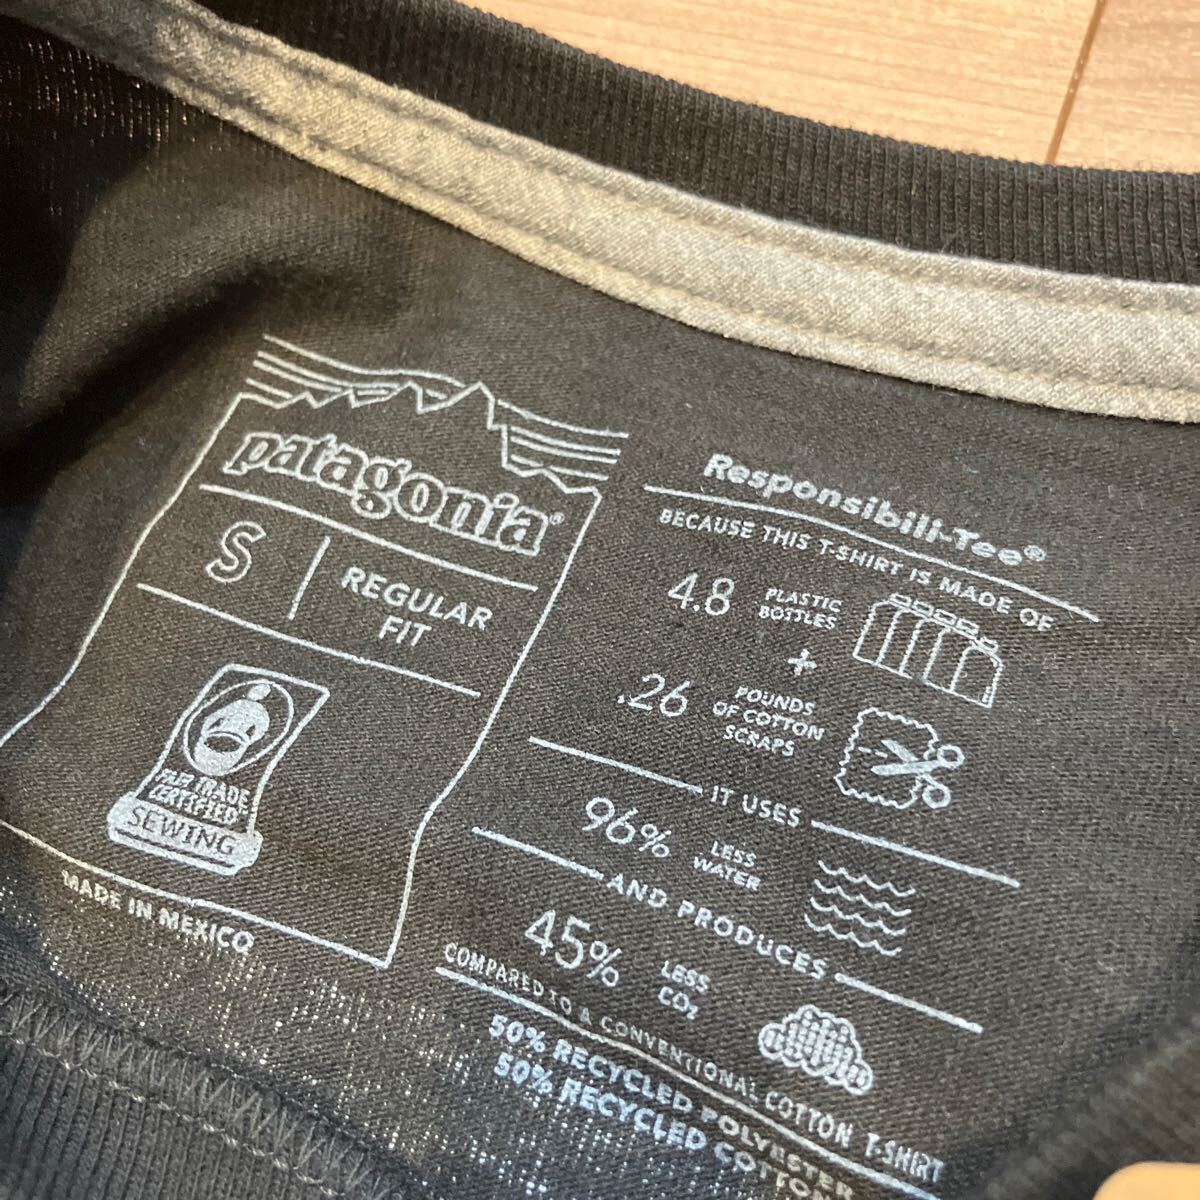 patagonia®
S
REGULAR
FIT
FAIR TRADE
CERTIFIED
SEWING
MADE IN MEXICO
Responsibili-Tee®
BECAUSE THIS T-SHIRT IS MADE OF
4.8 PLASTIC
BOTTLES
+
.26 POUNDS
OF COTTON
SCRAPS
IT USES
96% LESS
WATER
AND PRODUCES
45% LESS
CO₂
COMPARED TO A CONVENTIONAL COTTON T-SHIRT
50% RECYCLED POLYESTER
50% RECYCLED COTTON